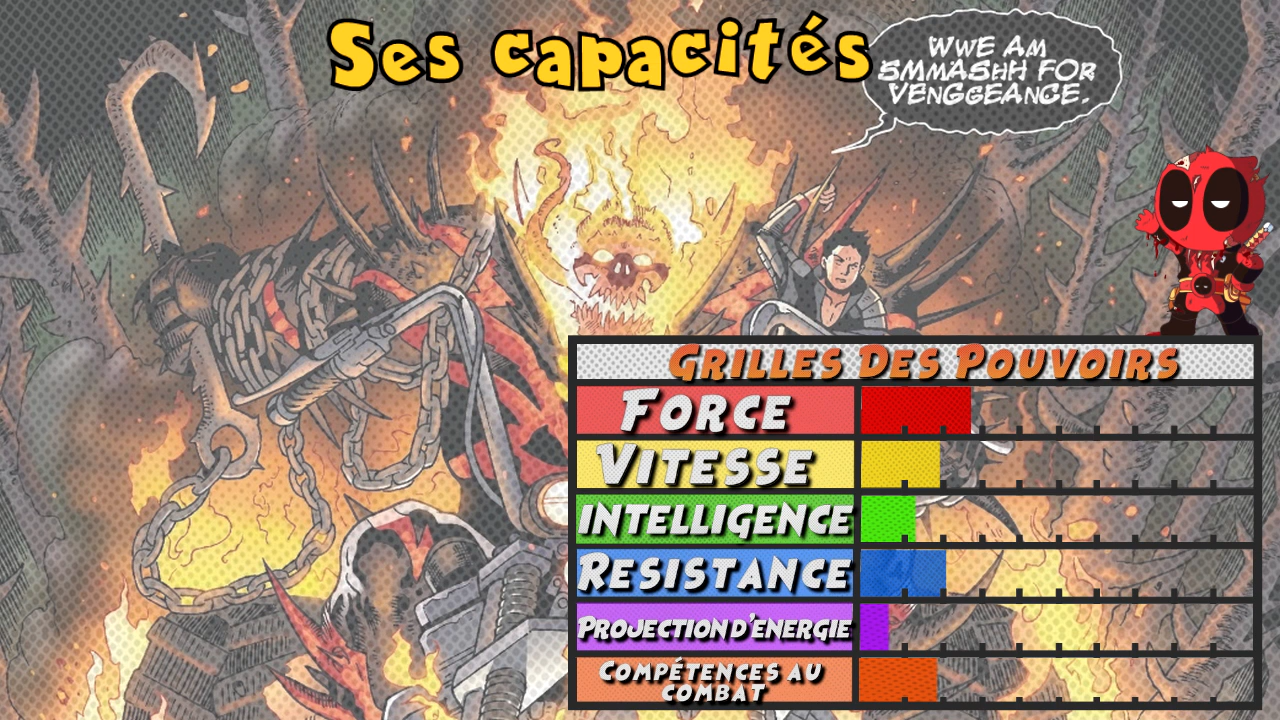 Ses capacités
WWE AM
SMMASHH FOR
VENGGEANCE.
GRILLES DES POUVOIRS
FORCE
VITESSE
INTELLIGENCE
RESISTANCE
PROJECTION D'ENERGIE
COMPÉTENCES AU
COMBAT